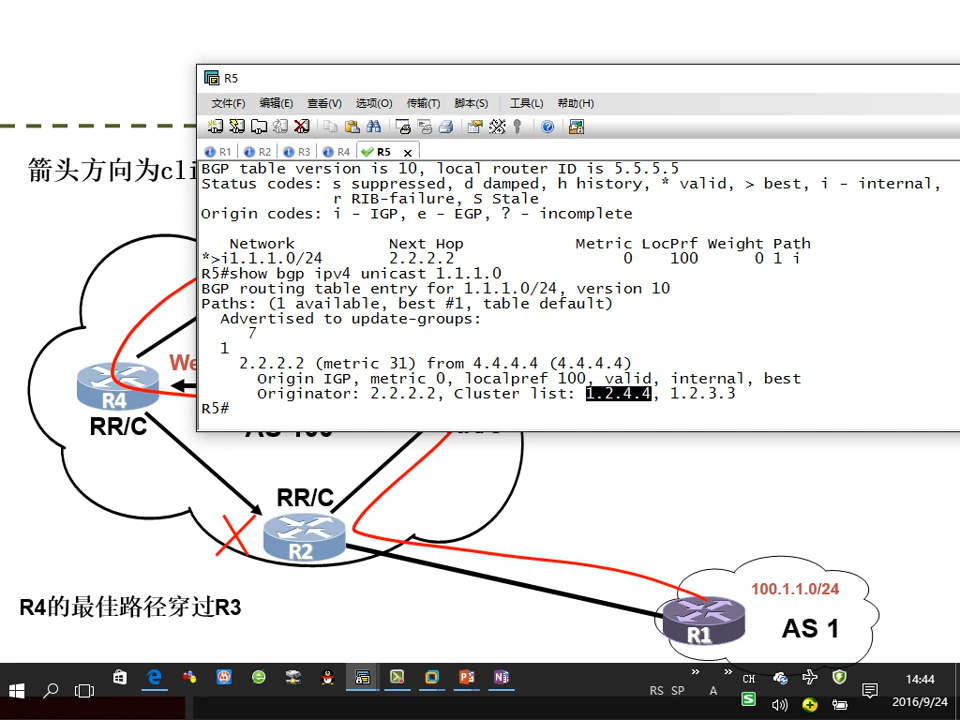 R5
文件(F) 编辑(E) 查看(V) 选项(O) 传输(T) 脚本(S) 工具(L) 帮助(H)
R1 R2 R3 R4 R5
箭头方向为cli
BGP table version is 10, local router ID is 5.5.5.5
Status codes: s suppressed, d damped, h history, * valid, > best, i - internal,
r RIB-failure, S Stale
Origin codes: i - IGP, e - EGP, ? - incomplete
Network Next Hop Metric LocPrf Weight Path
*>i1.1.1.0/24 2.2.2.2 0 100 0 1 i
R5#show bgp ipv4 unicast 1.1.1.0
BGP routing table entry for 1.1.1.0/24, version 10
Paths: (1 available, best #1, table default)
Advertised to update-groups:
7
1
2.2.2.2 (metric 31) from 4.4.4.4 (4.4.4.4)
Origin IGP, metric 0, localpref 100, valid, internal, best
Originator: 2.2.2.2, Cluster list: 1.2.4.4, 1.2.3.3
R5#
We
R4
RR/C
AS 100
RR/C
R2
R4的最佳路径穿过R3
100.1.1.0/24
R1
AS 1
RS SP A CH
14:44
2016/9/24